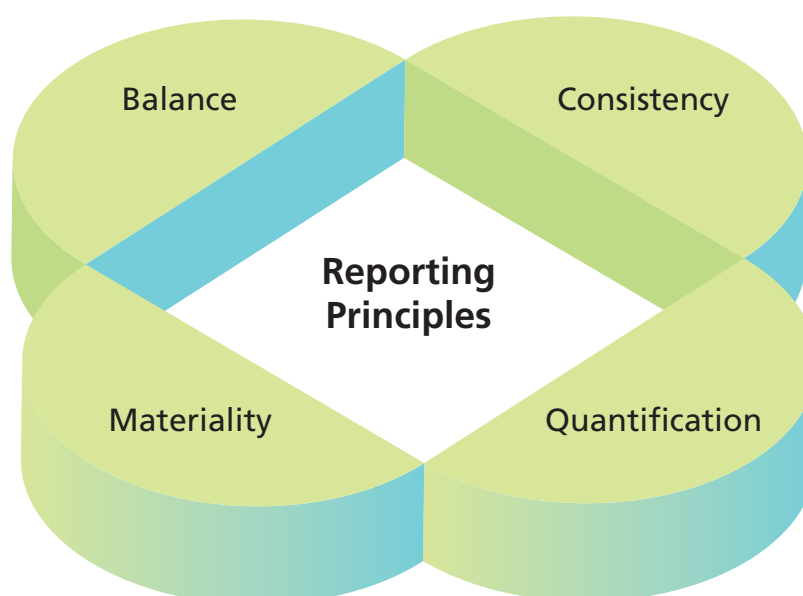 Balance
Consistency
Reporting
Principles
Materiality
Quantification